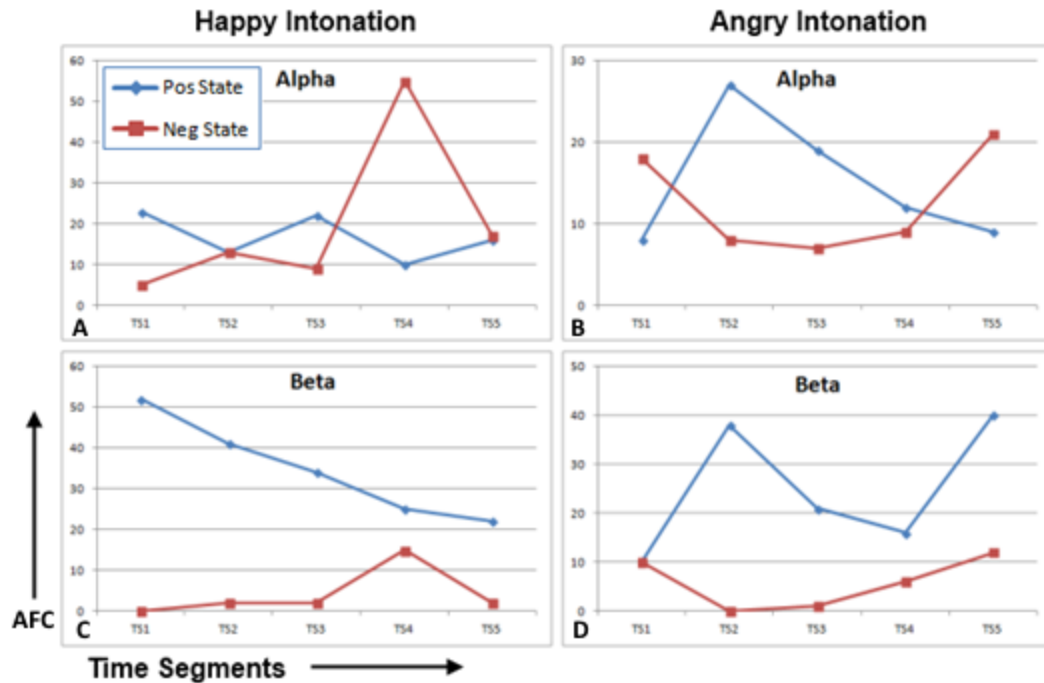 Happy Intonation
Angry Intonation
Alpha
Pos State
Neg State
60
50
40
30
20
10
0
TS1 TS2 TS3 TS4 TS5
A
Alpha
30
20
10
0
TS1 TS2 TS3 TS4 TS5
B
Beta
60
50
40
30
20
10
0
TS1 TS2 TS3 TS4 TS5
C
Beta
50
40
30
20
10
0
TS1 TS2 TS3 TS4 TS5
D
AFC
Time Segments